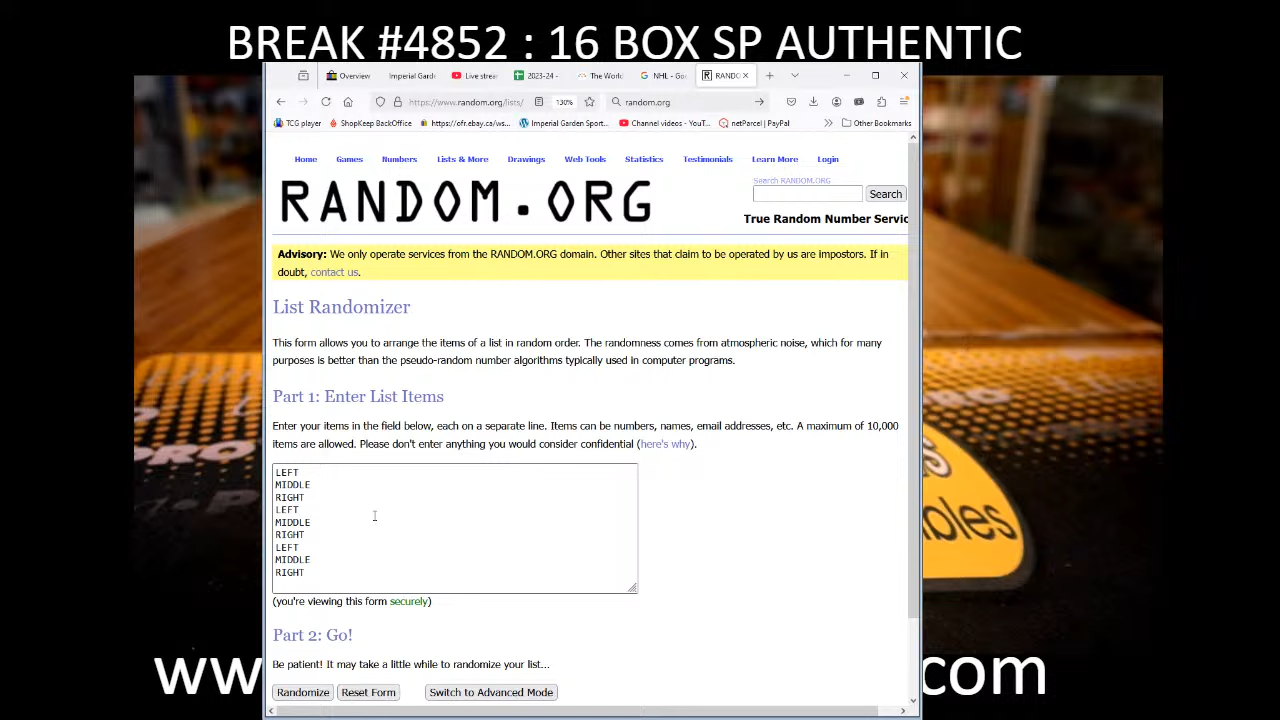 BREAK #4852 : 16 BOX SP AUTHENTIC
Overview Imperial Gard Live strean 2023-24 - The World NHL - Go RANDO
https://www.random.org/lists/ 130% random.org
TCG player ShopKeep BackOffice https://ofr.ebay.ca/ws... Imperial Garden Sport... Channel videos - YouT... netParcel | PayPal Other Bookmarks
Home Games Numbers Lists & More Drawings Web Tools Statistics Testimonials Learn More Login
Search RANDOM.ORG
RANDOM.ORG
Search
True Random Number Servic
Advisory: We only operate services from the RANDOM.ORG domain. Other sites that claim to be operated by us are impostors. If in
doubt, contact us.
List Randomizer
This form allows you to arrange the items of a list in random order. The randomness comes from atmospheric noise, which for many
purposes is better than the pseudo-random number algorithms typically used in computer programs.
Part 1: Enter List Items
Enter your items in the field below, each on a separate line. Items can be numbers, names, email addresses, etc. A maximum of 10,000
items are allowed. Please don't enter anything you would consider confidential (here's why).
LEFT
MIDDLE
RIGHT
LEFT
MIDDLE
RIGHT
LEFT
MIDDLE
RIGHT
(you're viewing this form securely)
Part 2: Go!
Be patient! It may take a little while to randomize your list...
Randomize Reset Form Switch to Advanced Mode
ww
com